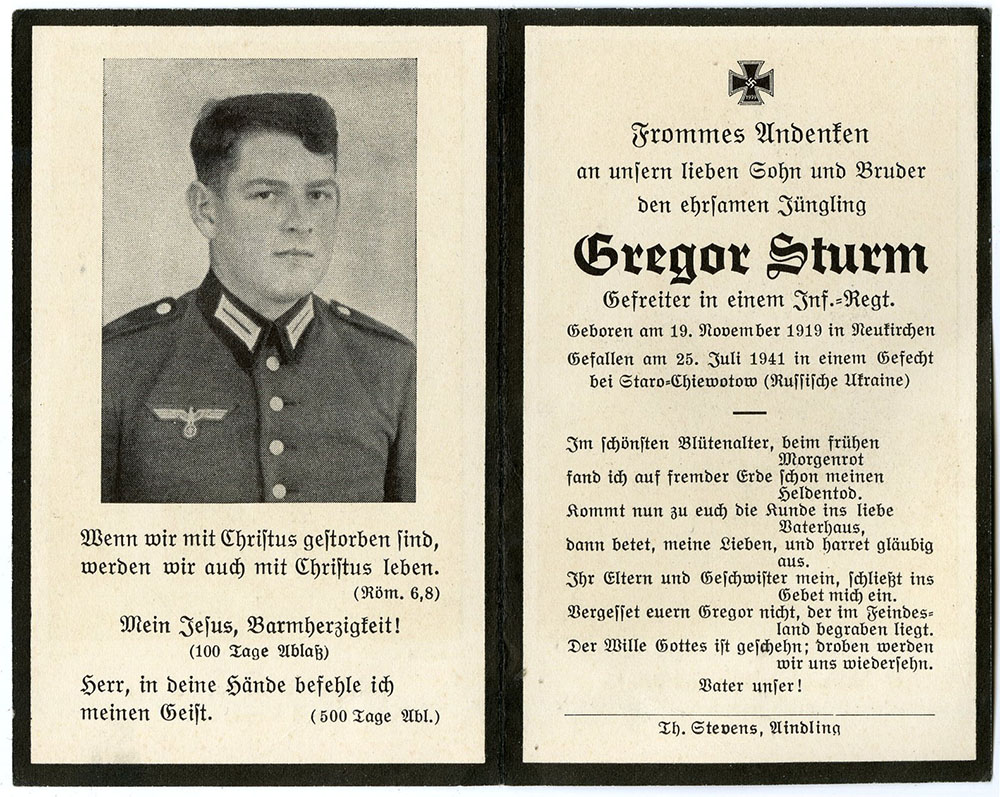 Wenn wir mit Christus gestorben sind,
werden wir auch mit Christus leben.
(Röm. 6,8)
Mein Jesus, Barmherzigkeit!
(100 Tage Ablaß)
Herr, in deine Hände befehle ich
meinen Geist. (500 Tage Abl.)
1939
Frommes Andenken
an unsern lieben Sohn und Bruder
den ehrsamen Jüngling
Gregor Sturm
Gefreiter in einem Inf.=Regt.
Geboren am 19. November 1919 in Neukirchen
Gefallen am 25. Juli 1941 in einem Gefecht
bei Staro-Chiewotow (Russische Ukraine)
Im schönsten Blütenalter, beim frühen
Morgenrot
fand ich auf fremder Erde schon meinen
Heldentod.
Kommt nun zu euch die Kunde ins liebe
Vaterhaus,
dann betet, meine Lieben, und harret gläubig
aus.
Ihr Eltern und Geschwister mein, schließt ins
Gebet mich ein.
Vergesset euern Gregor nicht, der im Feindes=
land begraben liegt.
Der Wille Gottes ist geschehn; droben werden
wir uns wiedersehn.
Vater unser!
Th. Stevens, Aindling